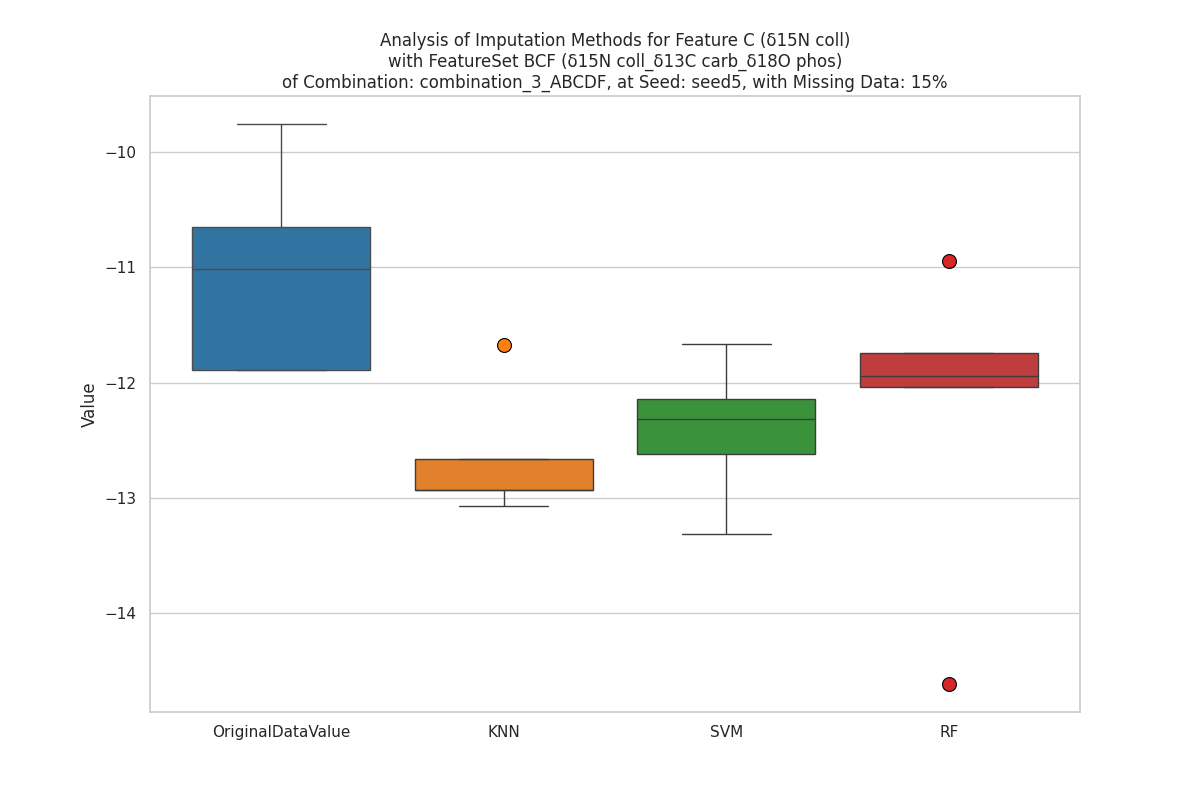 Analysis of Imputation Methods for Feature C (δ15N coll)
with FeatureSet BCF (δ15N coll_δ13C carb_δ18O phos)
of Combination: combination_3_ABCDF, at Seed: seed5, with Missing Data: 15%
−10
−11
−12
−13
−14
Value
OriginalDataValue
KNN
SVM
RF